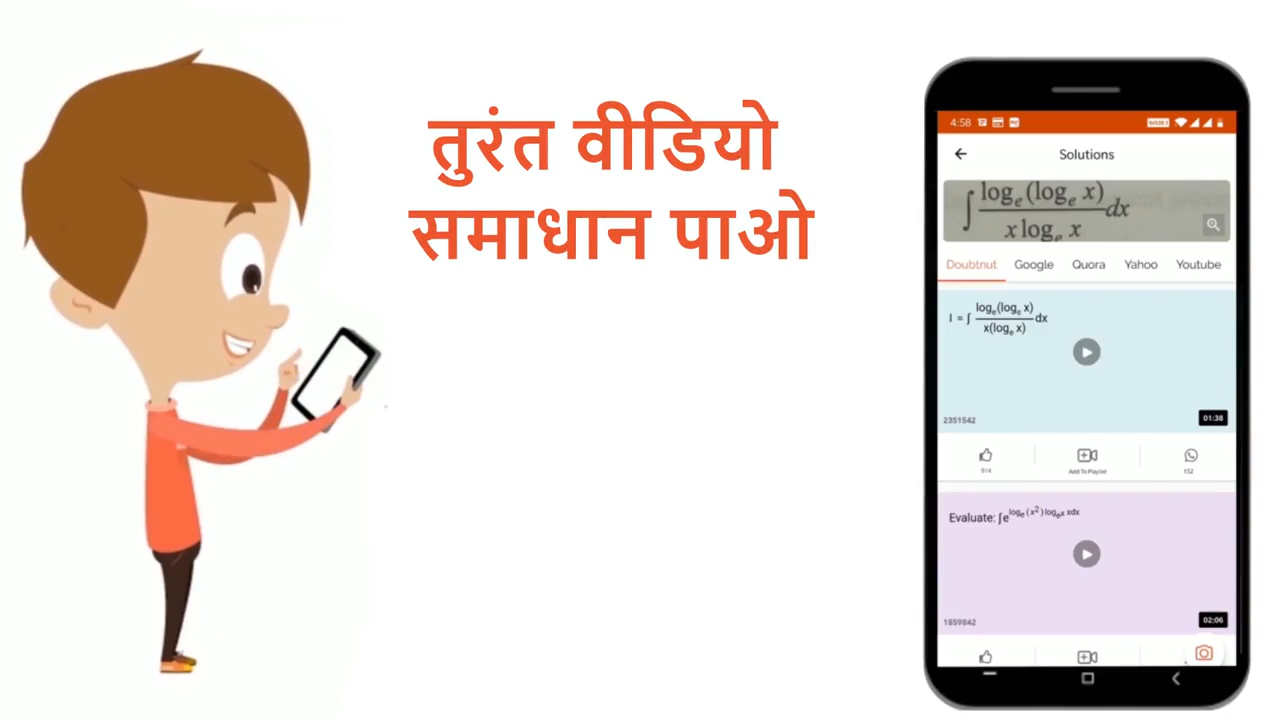 तुरंत वीडियो
समाधान पाओ
4:58
Solutions
∫ logₑ(logₑ x) / x logₑ x dx
Doubtnut Google Quora Yahoo Youtube
I = ∫ logₑ(logₑ x) / x(logₑ x) dx
2351542
01:38
914
Add To Playlist
152
Evaluate: ∫e^logₑ(x²) logₑx xdx
1859042
02:06